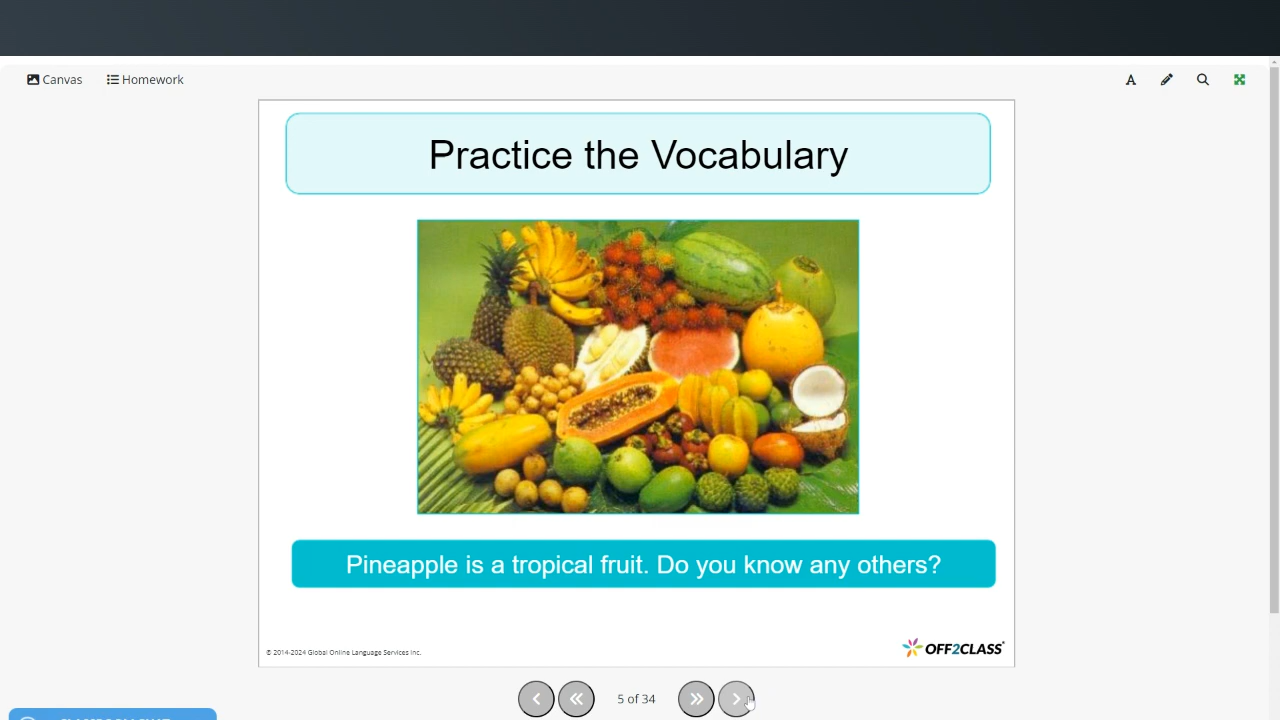 Canvas
Homework
Practice the Vocabulary
Pineapple is a tropical fruit. Do you know any others?
© 2014-2024 Global Online Language Services Inc.
OFF2CLASS
5 of 34